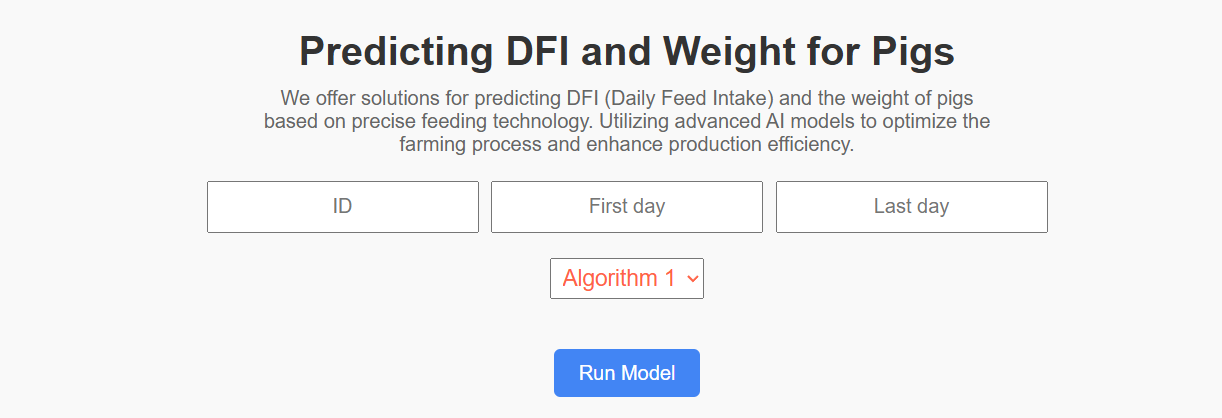 Predicting DFI and Weight for Pigs
We offer solutions for predicting DFI (Daily Feed Intake) and the weight of pigs
based on precise feeding technology. Utilizing advanced AI models to optimize the
farming process and enhance production efficiency.
ID First day Last day
Algorithm 1
Run Model